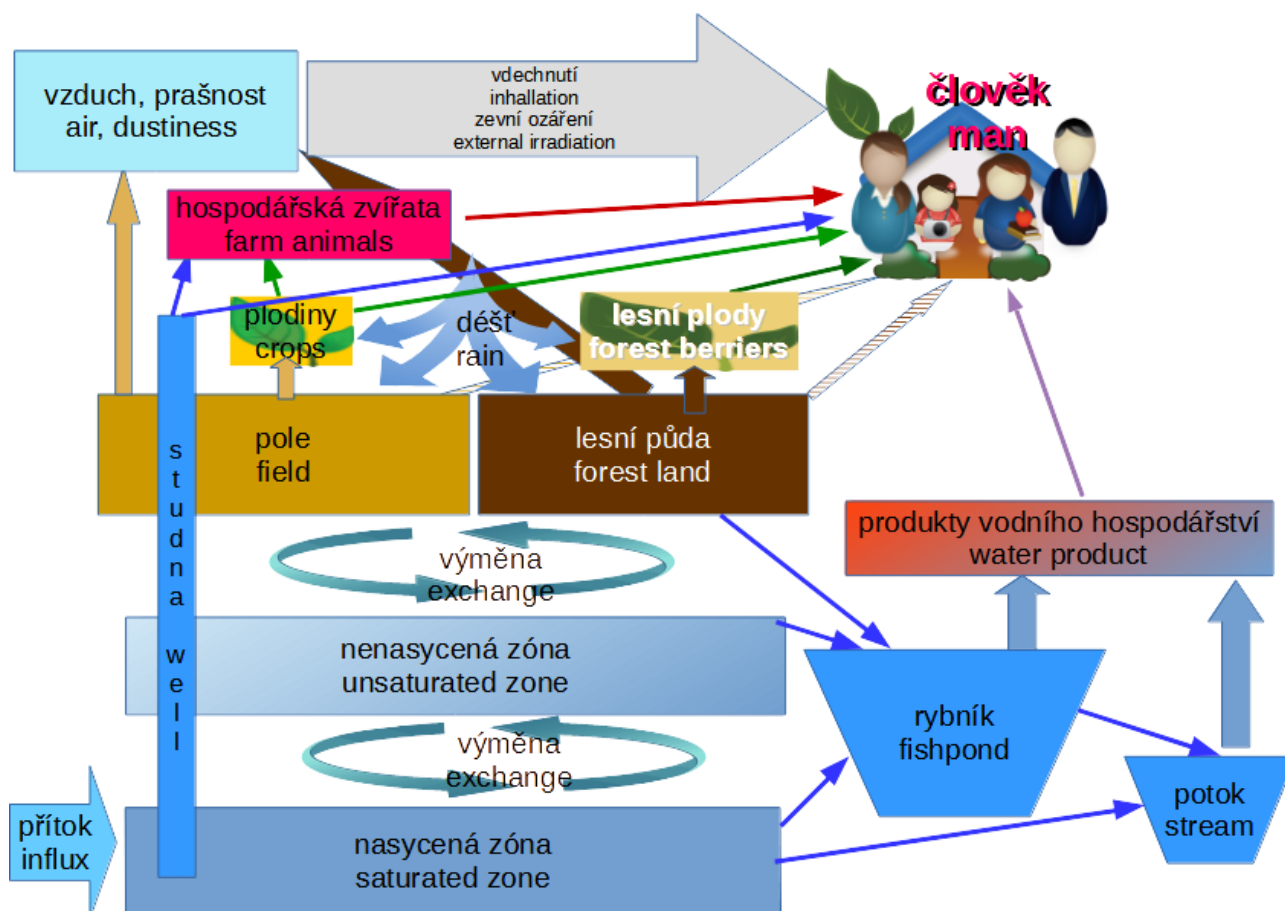 vzduch, prašnost
air, dustiness
vdechnutí
inhallation
zevní ozáření
external irradiation
člověk
man
hospodářská zvířata
farm animals
plodiny
crops
déšť
rain
lesní plody
forest berriers
pole
field
lesní půda
forest land
studna well
výměna
exchange
produkty vodního hospodářství
water product
nenasycená zóna
unsaturated zone
rybník
fishpond
výměna
exchange
potok
stream
přítok
influx
nasycená zóna
saturated zone